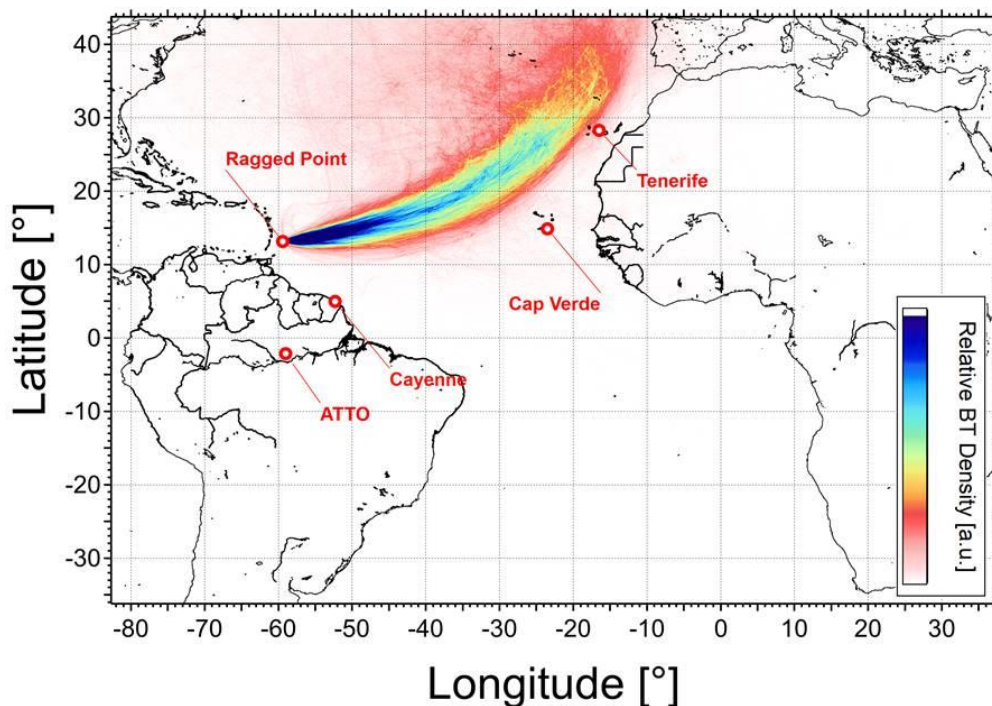 40
30
20
10
0
-10
-20
-30
Latitude [°]
Ragged Point
Tenerife
Cap Verde
Cayenne
ATTO
Relative BT
Density [a.u.]
-80 -70 -60 -50 -40 -30 -20 -10 0 10 20 30
Longitude [°]